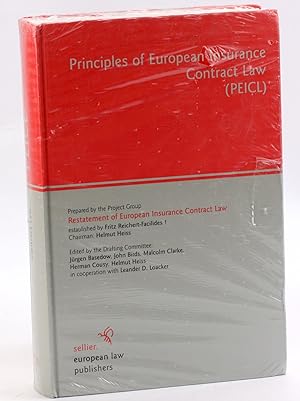 Principles of European Insurance
Contract Law
(PEICL)
Prepared by the Project Group
Restatement of European Insurance Contract Law
established by Fritz Reichert-Facilides †
Chairman: Helmut Heiss
Edited by the Drafting Committee:
Jürgen Basedow, John Birds, Malcolm Clarke,
Herman Cousy, Helmut Heiss
in cooperation with Leander D. Loacker
sellier.
european law
publishers